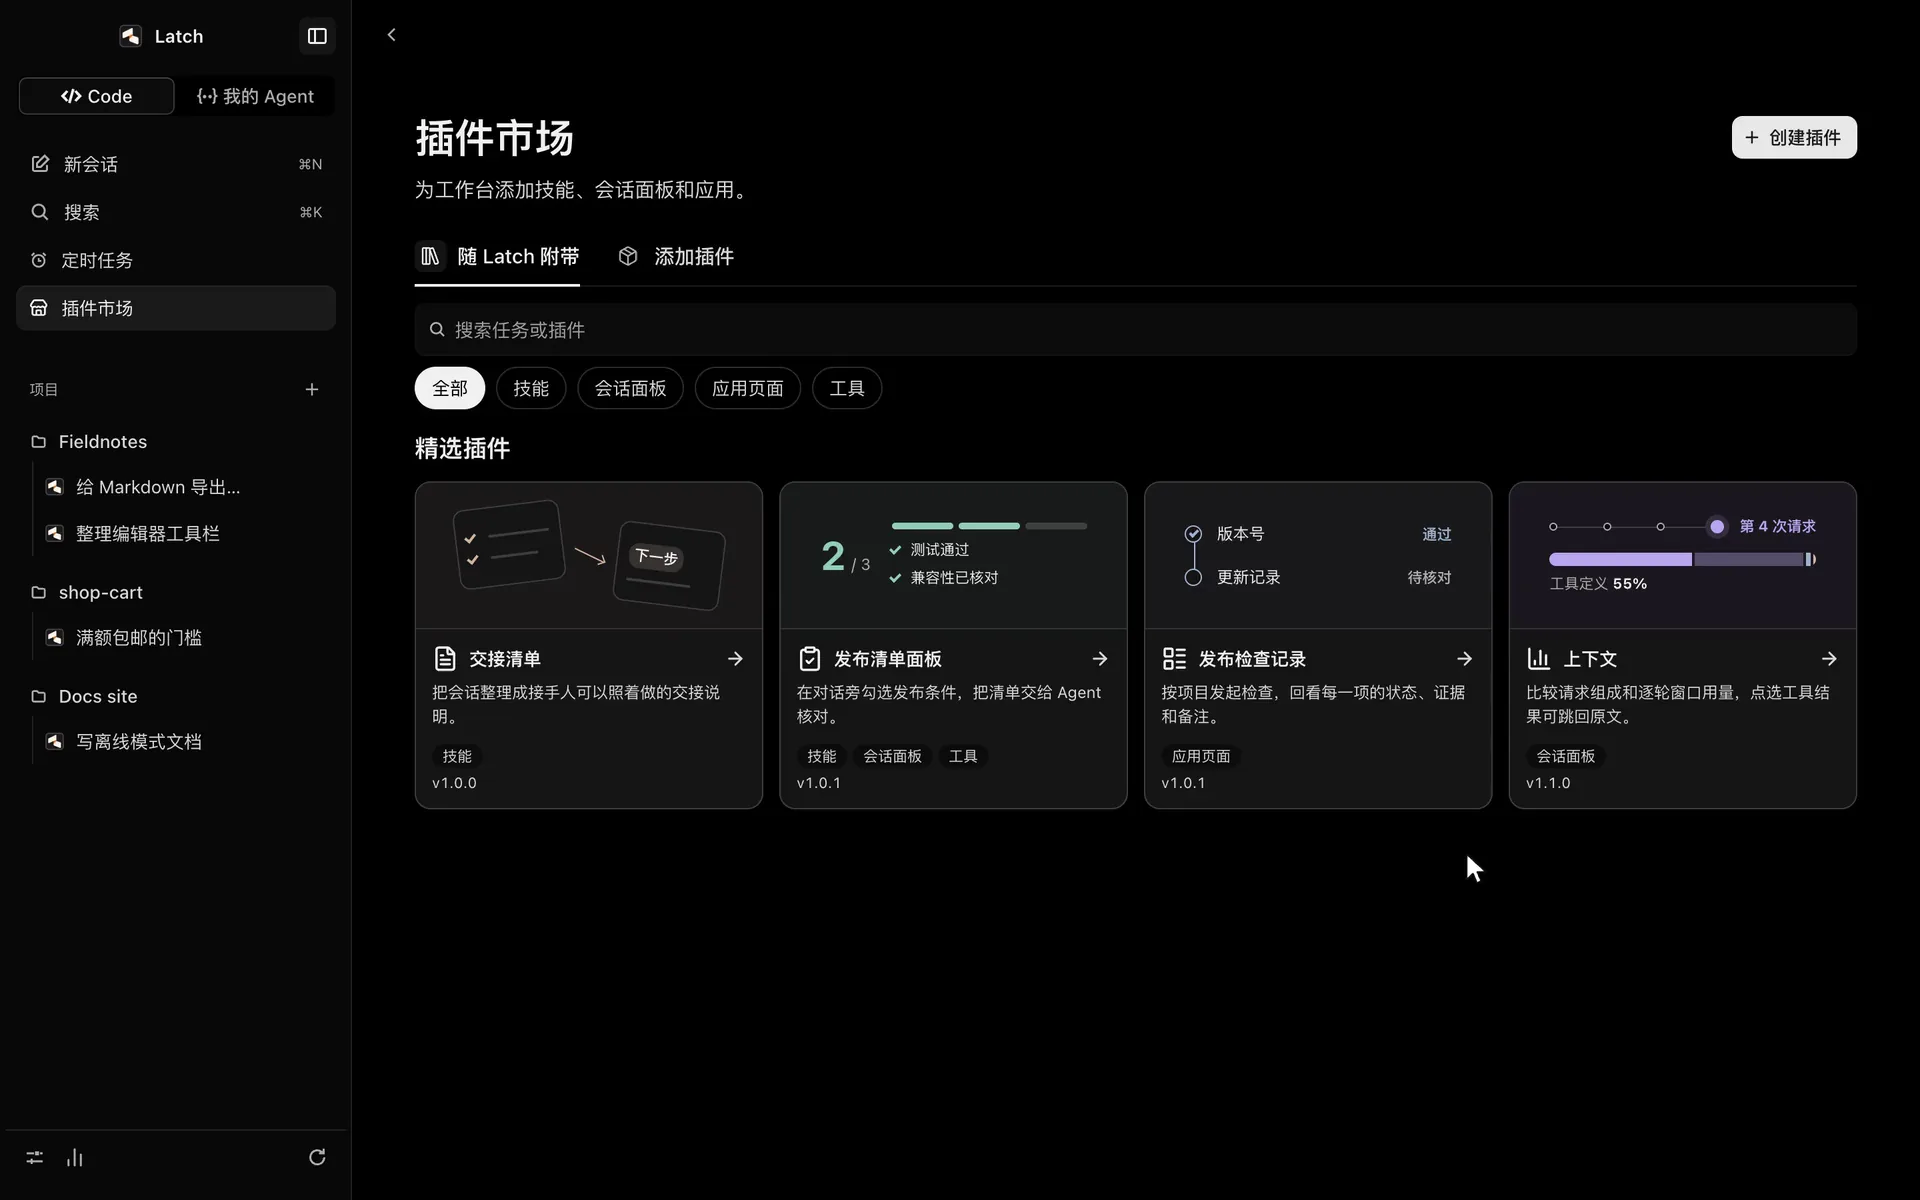 Latch
Code
我的 Agent
新会话 ⌘N
搜索 ⌘K
定时任务
插件市场
项目
Fieldnotes
给 Markdown 导出...
整理编辑器工具栏
shop-cart
满额包邮的门槛
Docs site
写离线模式文档
插件市场
创建插件
为工作台添加技能、会话面板和应用。
随 Latch 附带
添加插件
搜索任务或插件
全部 技能 会话面板 应用页面 工具
精选插件
下一步
交接清单
把会话整理成接手人可以照着做的交接说
明。
技能
v1.0.0
2 / 3
测试通过
兼容性已核对
发布清单面板
在对话旁勾选发布条件，把清单交给 Agent
核对。
技能 会话面板 工具
v1.0.1
版本号 通过
更新记录 待核对
发布检查记录
按项目发起检查，回看每一项的状态、证据
和备注。
应用页面
v1.0.1
第 4 次请求
工具定义 55%
上下文
比较请求组成和逐轮窗口用量，点选工具结
果可跳回原文。
会话面板
v1.1.0